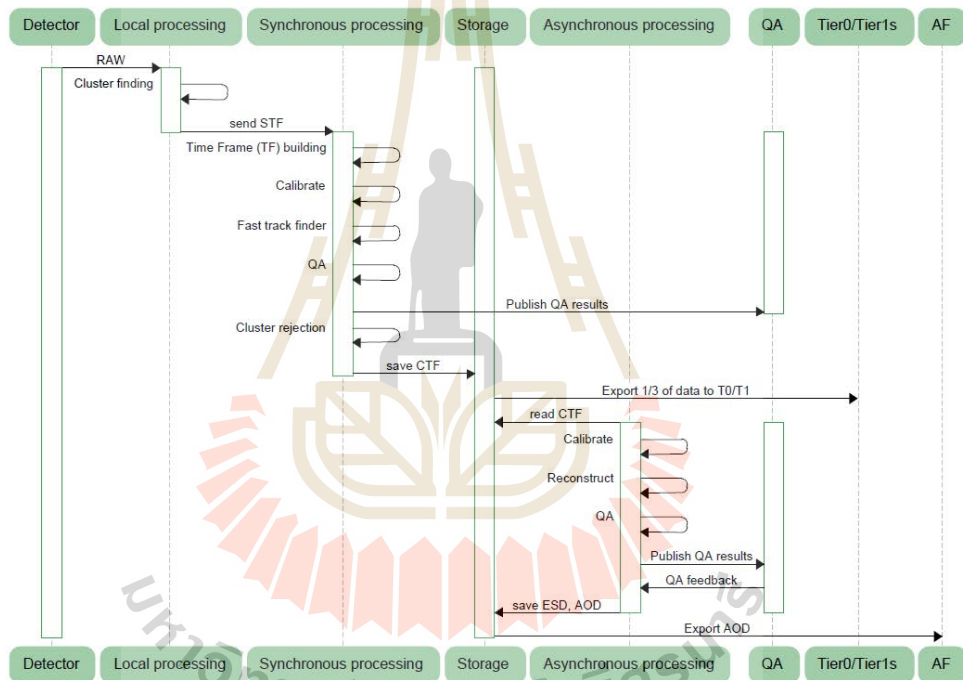 Detector Local processing Synchronous processing Storage Asynchronous processing QA Tier0/Tier1s AF
RAW
Cluster finding
send STF
Time Frame (TF) building
Calibrate
Fast track finder
QA
Publish QA results
Cluster rejection
save CTF
Export 1/3 of data to T0/T1
read CTF
Calibrate
Reconstruct
QA
Publish QA results
QA feedback
save ESD, AOD
Export AOD
Detector Local processing Synchronous processing Storage Asynchronous processing QA Tier0/Tier1s AF